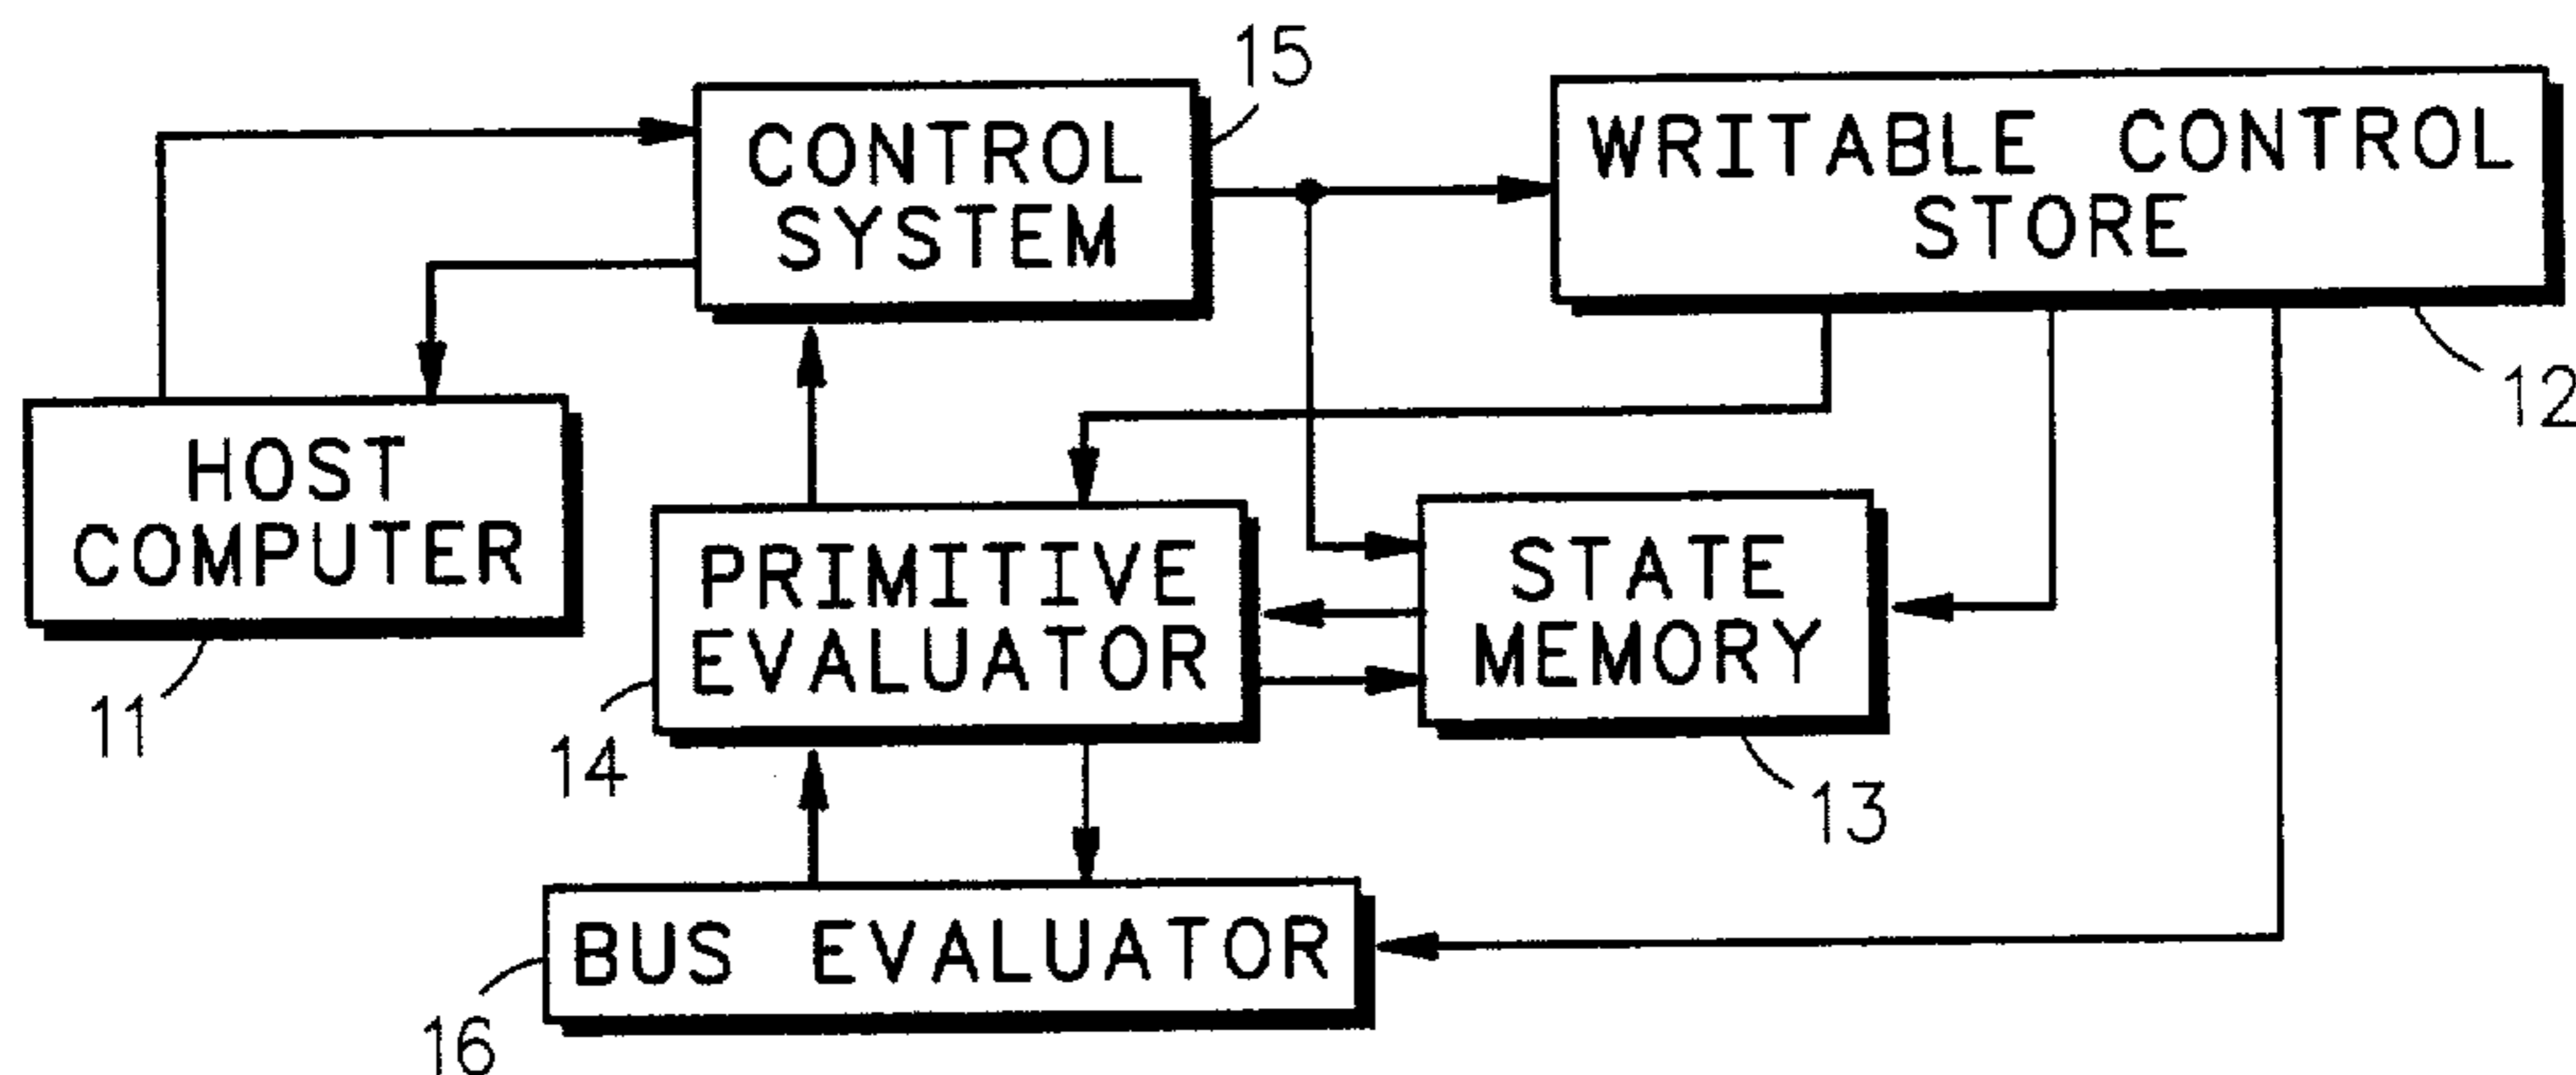 15
CONTROL
SYSTEM
WRITABLE CONTROL
STORE
12
HOST
COMPUTER
11
PRIMITIVE
EVALUATOR
14
STATE
MEMORY
13
BUS EVALUATOR
16